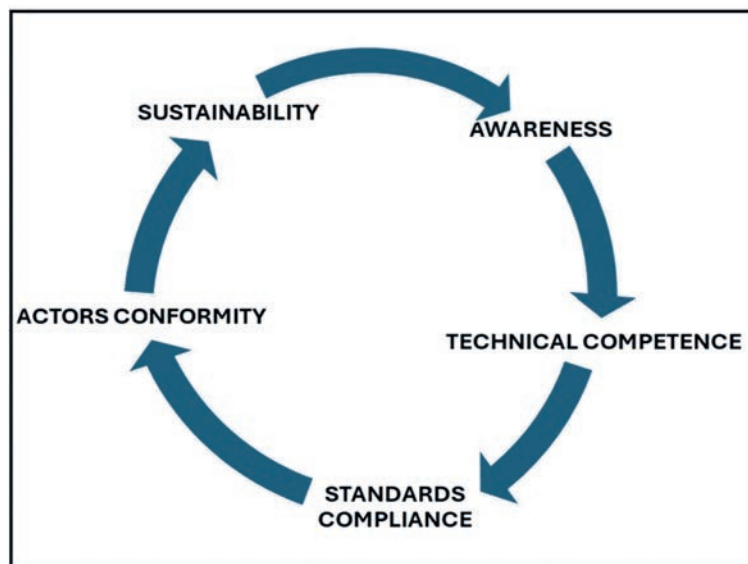 SUSTAINABILITY
AWARENESS
TECHNICAL COMPETENCE
STANDARDS
COMPLIANCE
ACTORS CONFORMITY